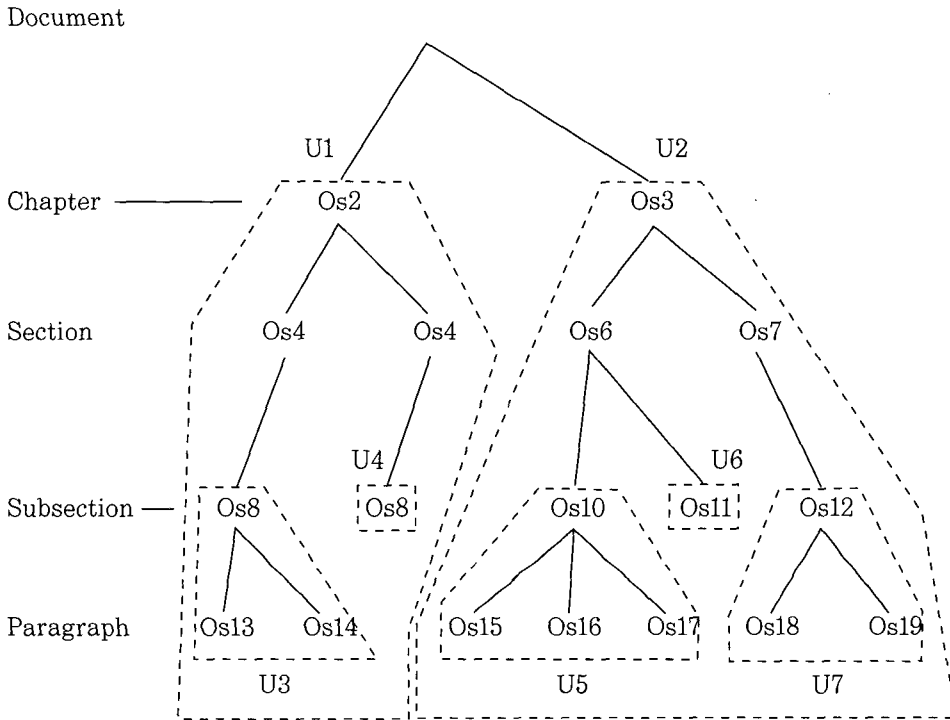 Document
U1 U2
Chapter Os2 Os3
Section Os4 Os4 Os6 Os7
U4 U6
Subsection Os8 Os8 Os10 Os11 Os12
Paragraph Os13 Os14 Os15 Os16 Os17 Os18 Os19
U3 U5 U7